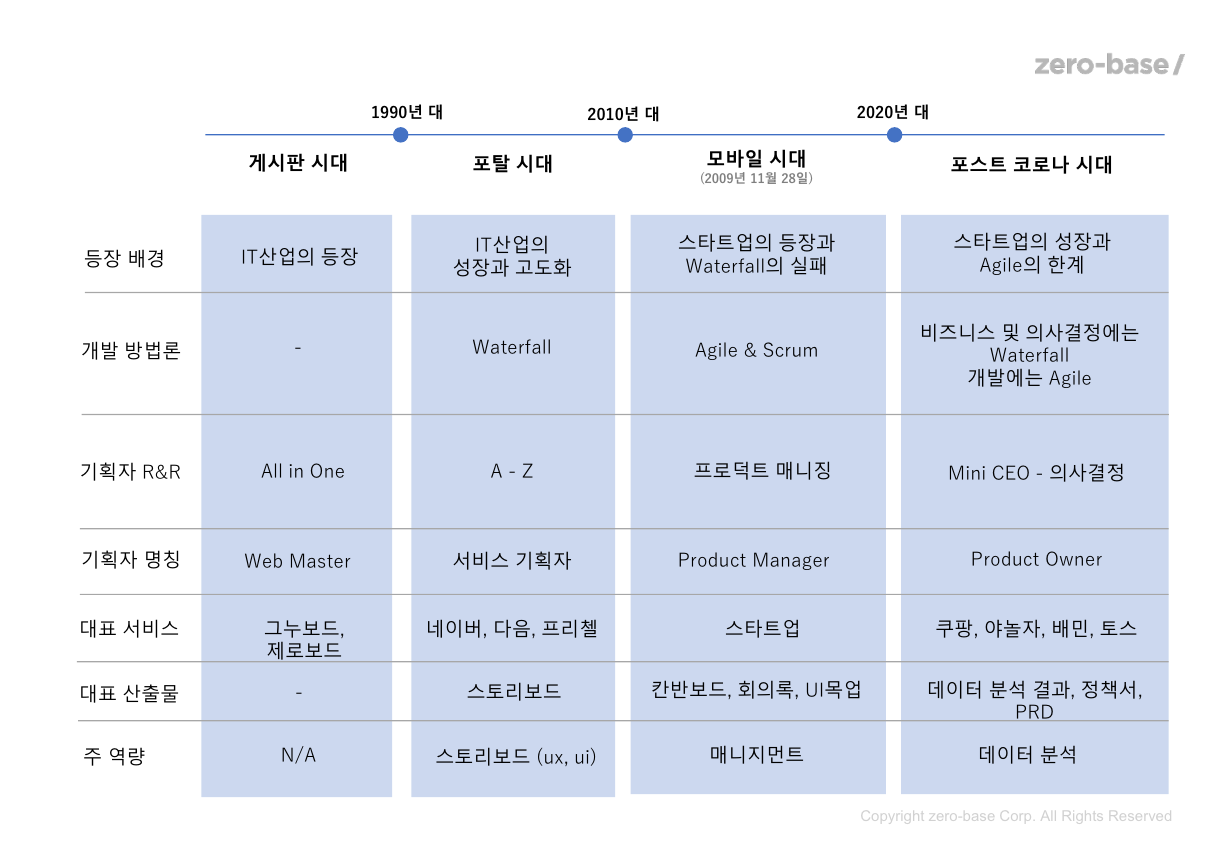 zero-base/
1990년 대
2010년 대
2020년 대
게시판 시대
포탈 시대
모바일 시대
(2009년 11월 28일)
포스트 코로나 시대
등장 배경
IT산업의 등장
IT산업의
성장과 고도화
스타트업의 등장과
Waterfall의 실패
스타트업의 성장과
Agile의 한계
개발 방법론
-
Waterfall
Agile & Scrum
비즈니스 및 의사결정에는
Waterfall
개발에는 Agile
기획자 R&R
All in One
A - Z
프로덕트 매니징
Mini CEO - 의사결정
기획자 명칭
Web Master
서비스 기획자
Product Manager
Product Owner
대표 서비스
그누보드,
제로보드
네이버, 다음, 프리첼
스타트업
쿠팡, 야놀자, 배민, 토스
대표 산출물
-
스토리보드
칸반보드, 회의록, UI목업
데이터 분석 결과, 정책서,
PRD
주 역량
N/A
스토리보드 (ux, ui)
매니지먼트
데이터 분석
Copyright zero-base Corp. All Rights Reserved